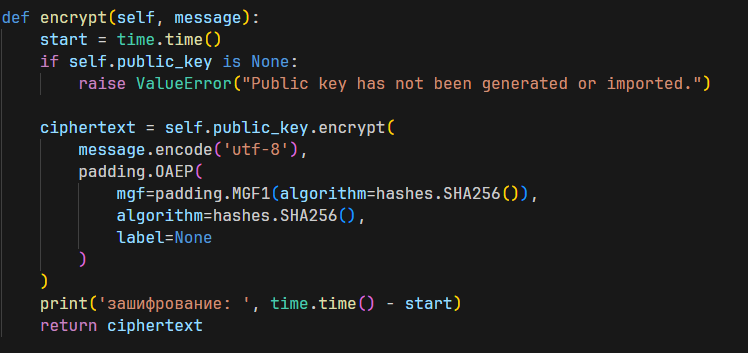 def encrypt(self, message):
    start = time.time()
    if self.public_key is None:
        raise ValueError("Public key has not been generated or imported.")

    ciphertext = self.public_key.encrypt(
        message.encode('utf-8'),
        padding.OAEP(
            mgf=padding.MGF1(algorithm=hashes.SHA256()),
            algorithm=hashes.SHA256(),
            label=None
        )
    )
    print('зашифрование: ', time.time() - start)
    return ciphertext